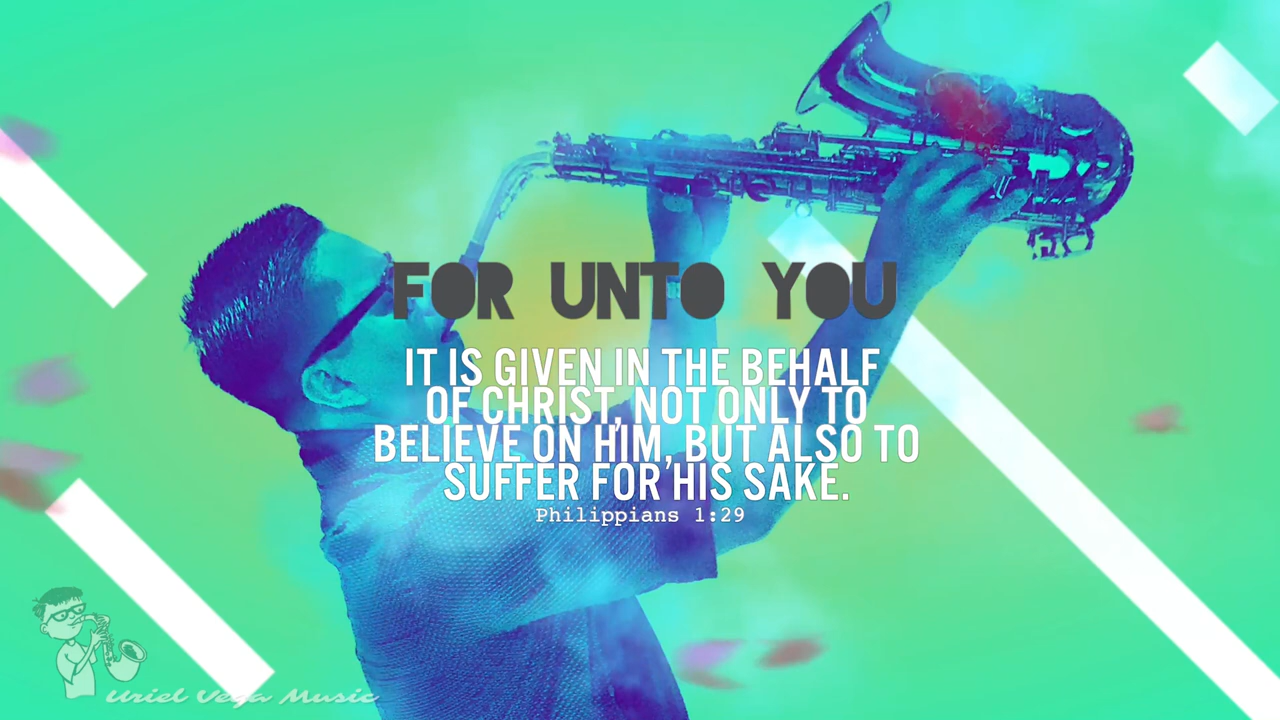 FOR UNTO YOU
IT IS GIVEN IN THE BEHALF
OF CHRIST, NOT ONLY TO
BELIEVE ON HIM, BUT ALSO TO
SUFFER FOR HIS SAKE.
Philippians 1:29
Uriel Vega Music